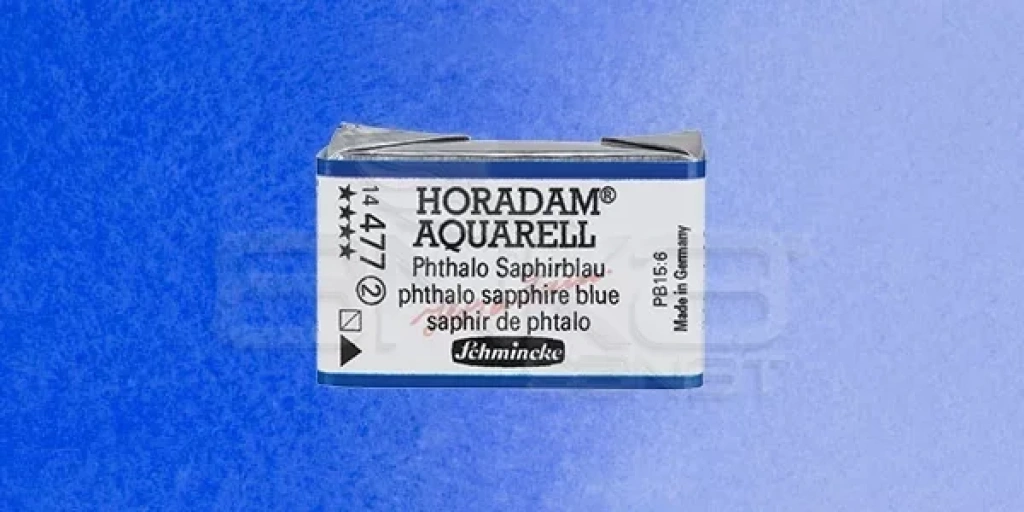 HORADAM®
AQUARELL
Phthalo Saphirblau
phthalo sapphire blue
saphir de phtalo
Schmincke
14 477 2
PB15:6
Made in Germany
.NET